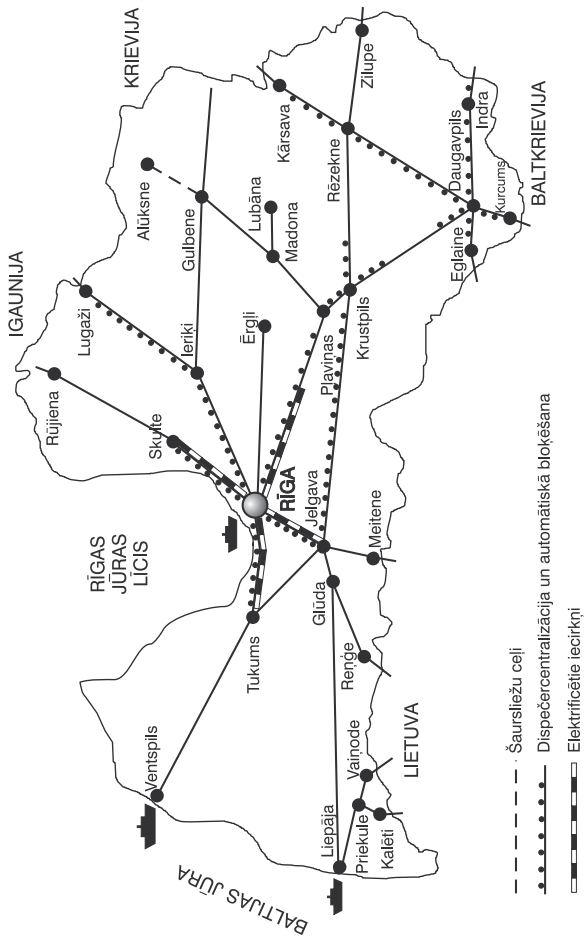 IGAUNIJA
KRIEVIJA
Rūjiena
Lugaži
Alūksne
Skulte
Ieriķi
Gulbene
RĪGAS
JŪRAS
LĪCIS
Ērgļi
Lubāna
Madona
Kārsava
Zilupe
Rēzekne
RĪGA
Pļaviņas
Krustpils
Ventspils
Tukums
Jelgava
Glūda
Meitene
Reņģe
Daugavpils
Indra
Eglaine
Kurcums
BALTKRIEVIJA
BALTIJAS JŪRA
Liepāja
Priekule
Vaiņode
Kalēti
LIETUVA
Šaursliežu ceļi
Dispečercentralizācija un automātiskā bloķēšana
Elektrificētie iecirkņi